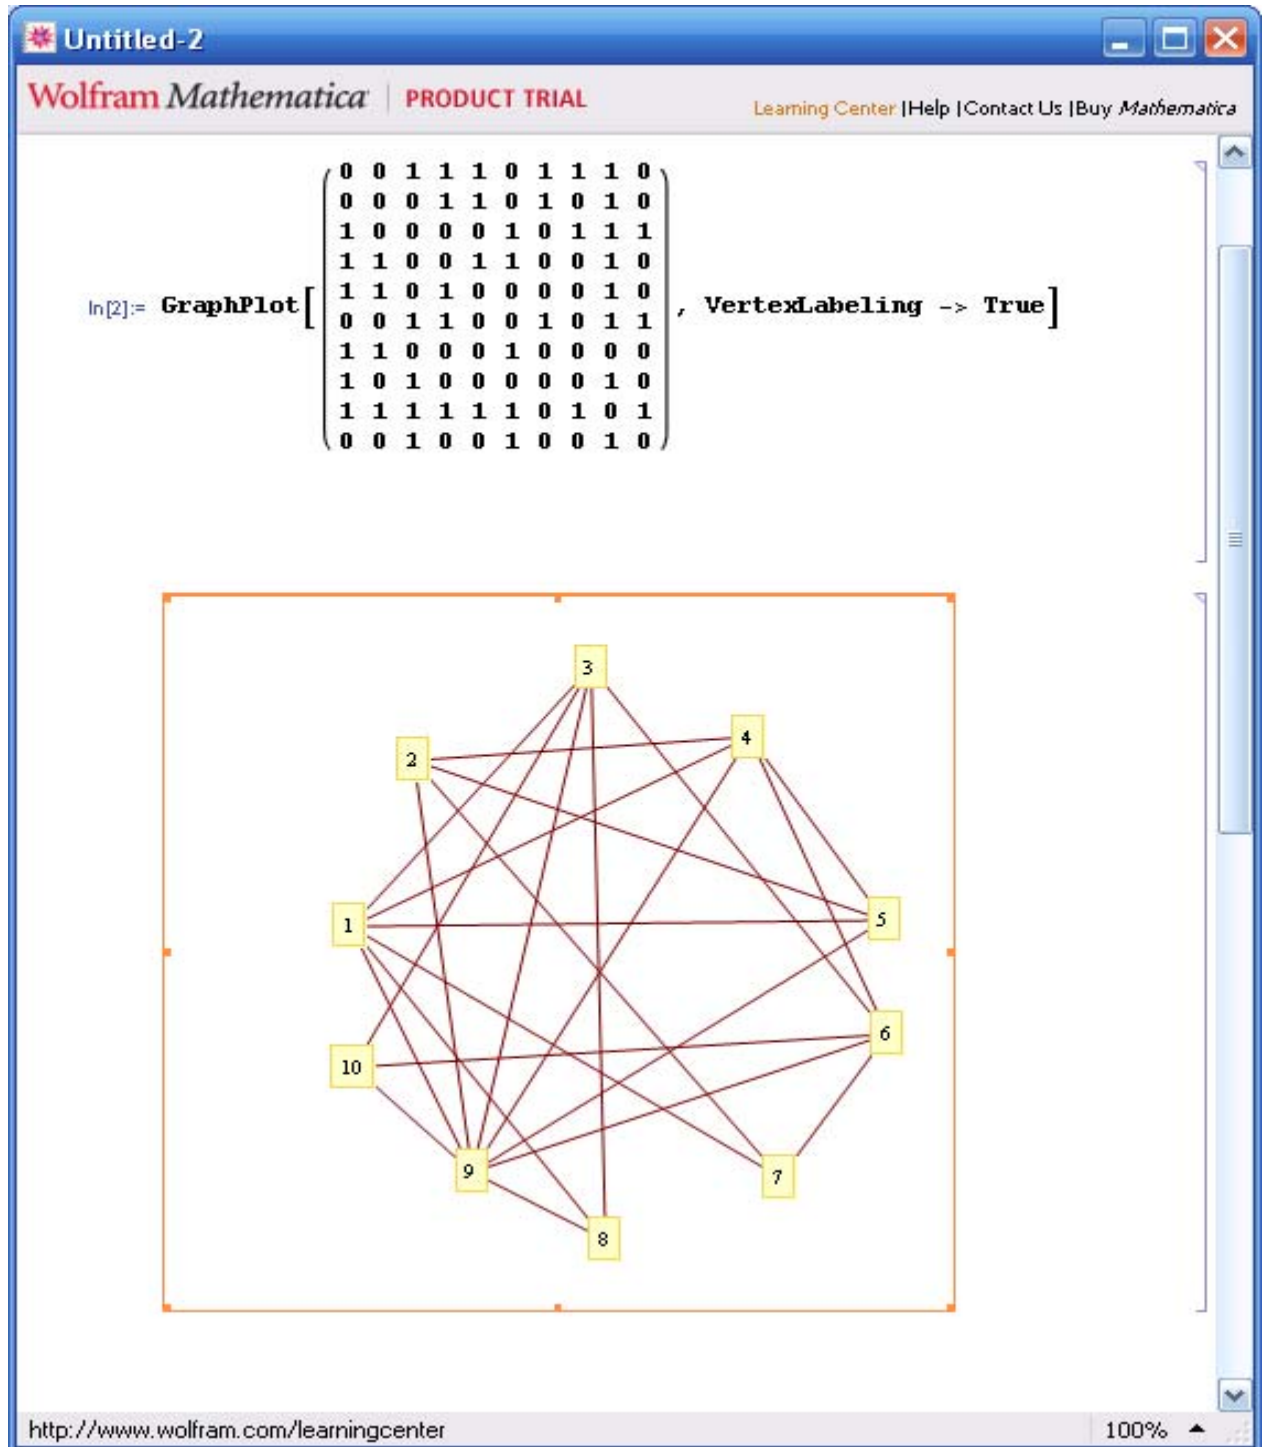 Untitled-2
Wolfram Mathematica | PRODUCT TRIAL
Learning Center | Help | Contact Us | Buy Mathematica
0 0 1 1 1 0 1 1 1 0
0 0 0 1 1 0 1 0 1 0
1 0 0 0 0 1 0 1 1 1
1 1 0 0 1 1 0 0 1 0
1 1 0 1 0 0 0 0 1 0
In[2]:= GraphPlot[ , VertexLabeling -> True]
0 0 1 1 0 0 1 0 1 1
1 1 0 0 0 1 0 0 0 0
1 0 1 0 0 0 0 0 1 0
1 1 1 1 1 1 0 1 0 1
0 0 1 0 0 1 0 0 1 0
3
4
2
5
1
6
10
9
7
8
http://www.wolfram.com/learningcenter
100%